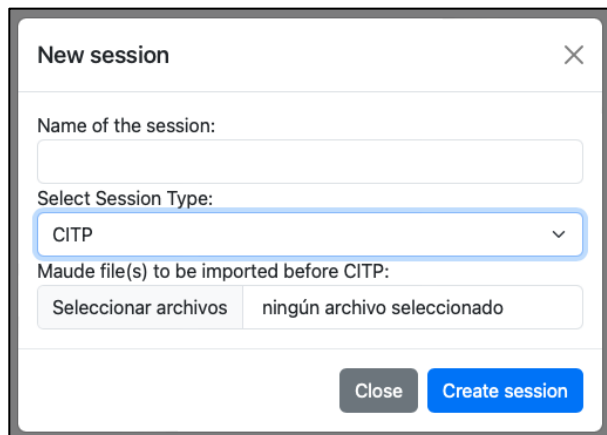 New session
Name of the session:
Select Session Type:
CITP
Maude file(s) to be imported before CITP:
Seleccionar archivos ningún archivo seleccionado
Close Create session